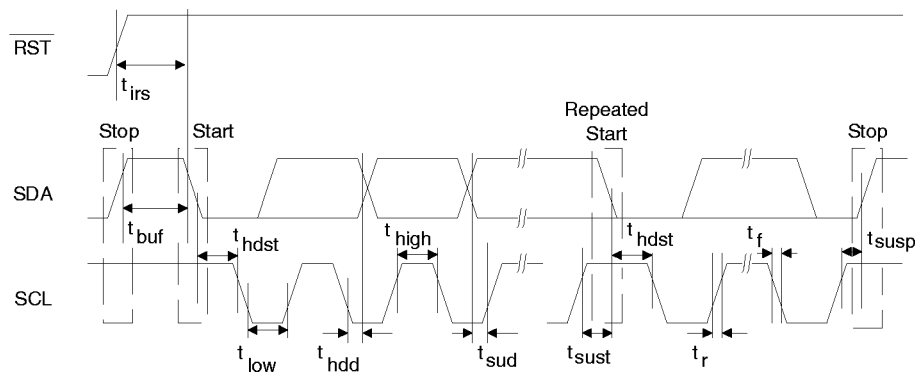 RST
t irs
Repeated
Stop Start Start Stop
SDA
t buf t hdst t high t hdst t f t susp
SCL
t low t hdd t sud t sust t r